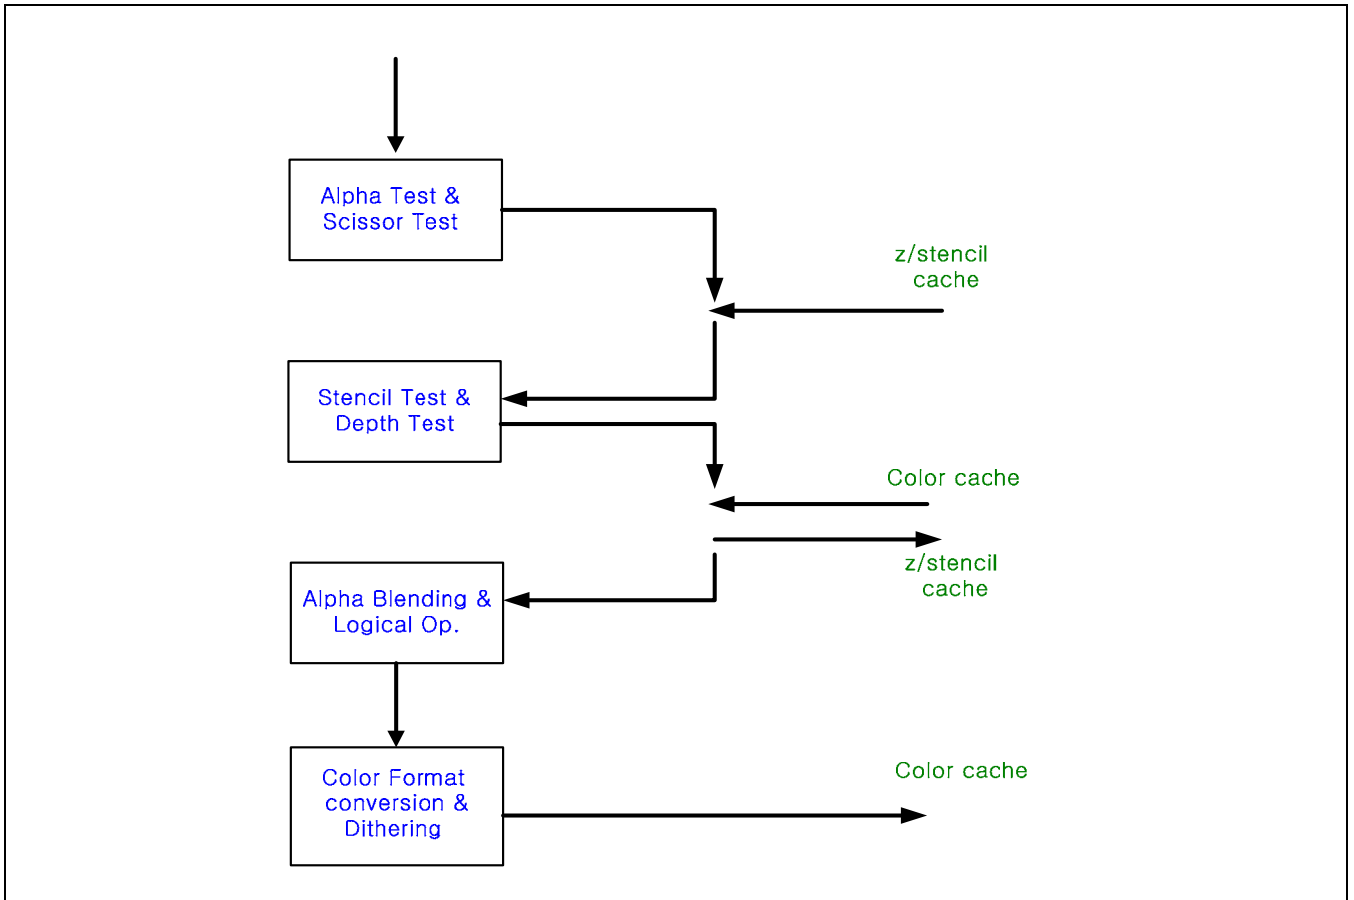 Alpha Test &
Scissor Test
z/stencil
cache
Stencil Test &
Depth Test
Color cache
z/stencil
cache
Alpha Blending &
Logical Op.
Color Format
conversion &
Dithering
Color cache